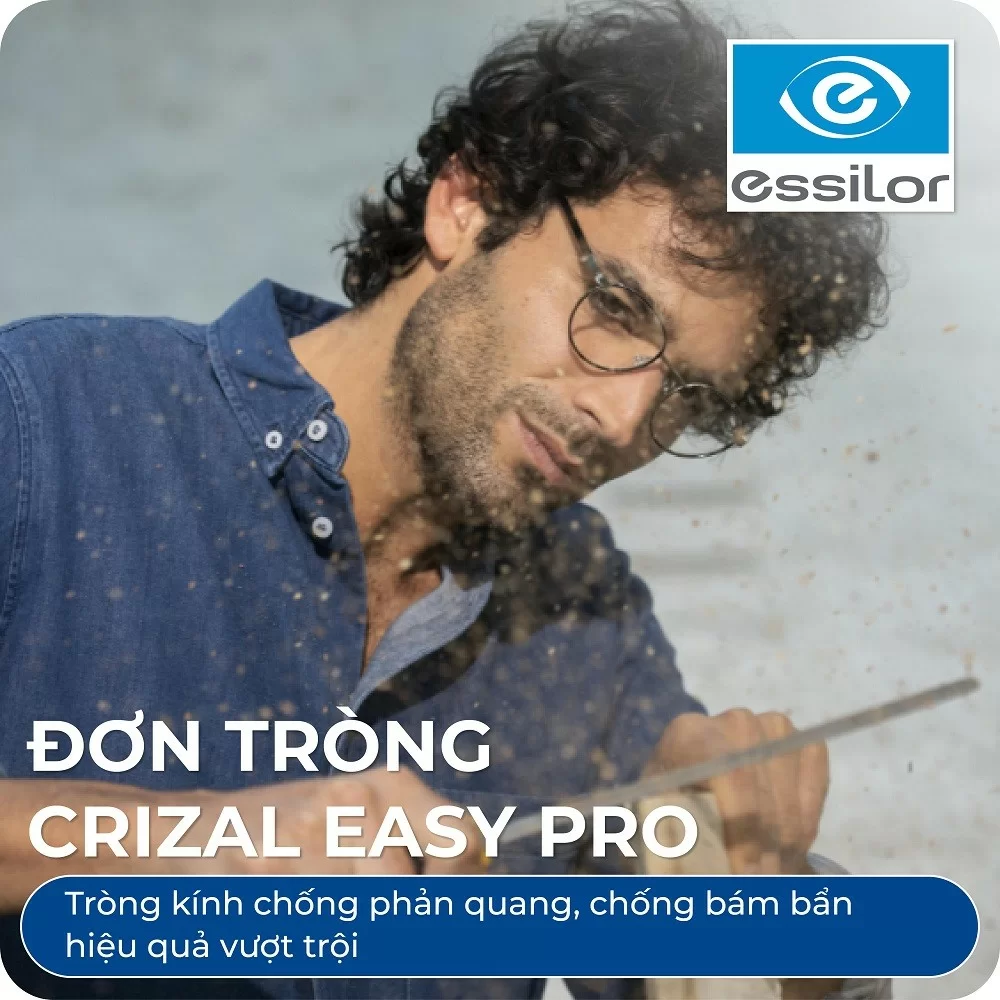 essilor
ĐƠN TRÒNG
CRIZAL EASY PRO
Tròng kính chống phản quang, chống bám bẩn
hiệu quả vượt trội